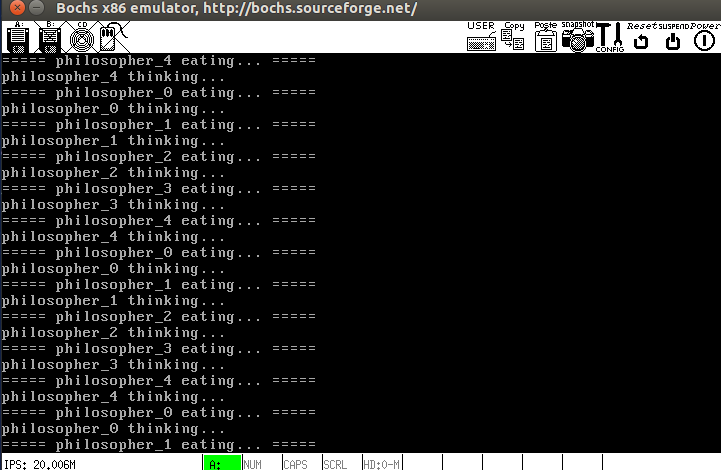 Bochs x86 emulator, http://bochs.sourceforge.net/
A: B: CD USER Copy Paste snapshot CONFIG Reset SUSPEND Power
===== philosopher_4 eating... =====
philosopher_4 thinking...
===== philosopher_0 eating... =====
philosopher_0 thinking...
===== philosopher_1 eating... =====
philosopher_1 thinking...
===== philosopher_2 eating... =====
philosopher_2 thinking...
===== philosopher_3 eating... =====
philosopher_3 thinking...
===== philosopher_4 eating... =====
philosopher_4 thinking...
===== philosopher_0 eating... =====
philosopher_0 thinking...
===== philosopher_1 eating... =====
philosopher_1 thinking...
===== philosopher_2 eating... =====
philosopher_2 thinking...
===== philosopher_3 eating... =====
philosopher_3 thinking...
===== philosopher_4 eating... =====
philosopher_4 thinking...
===== philosopher_0 eating... =====
philosopher_0 thinking...
===== philosopher_1 eating... =====
IPS: 20.006M A: NUM CAPS SCRL HD:0-M